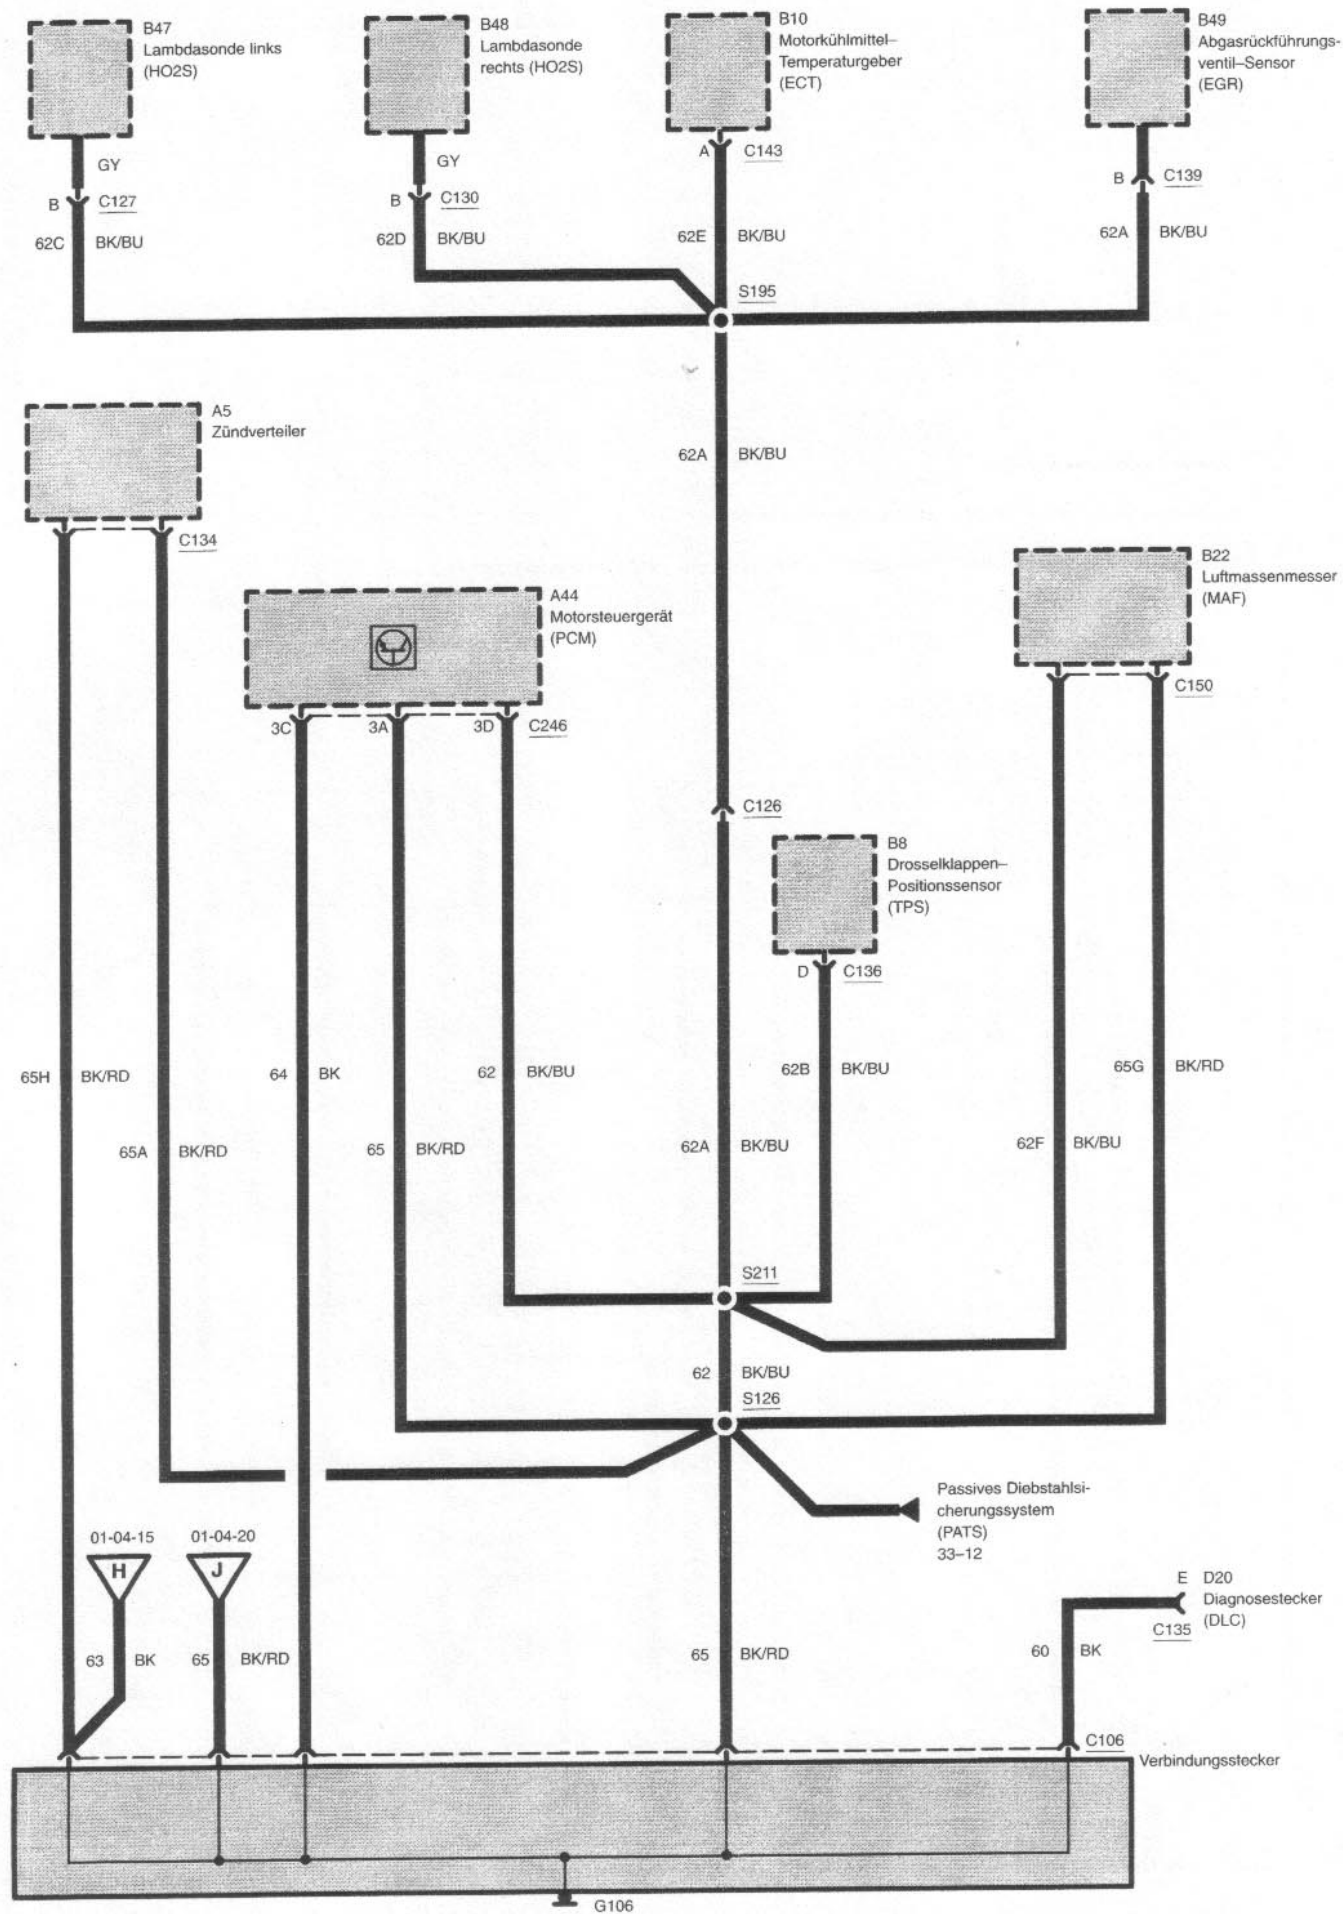 B47
Lambdasonde links
(HO2S)
B48
Lambdasonde
rechts (HO2S)
B10
Motorkühlmittel–
Temperaturgeber
(ECT)
B49
Abgasrückführungs-
ventil–Sensor
(EGR)
GY
B C127
62C BK/BU
GY
B C130
62D BK/BU
A C143
62E BK/BU
B C139
62A BK/BU
S195
A5
Zündverteiler
C134
62A BK/BU
A44
Motorsteuergerät
(PCM)
3C 3A 3D C246
B22
Luftmassenmesser
(MAF)
C150
C126
B8
Drosselklappen–
Positionssensor
(TPS)
D C136
65H BK/RD
64 BK
62 BK/BU
62B BK/BU
65G BK/RD
65A BK/RD
65 BK/RD
62A BK/BU
62F BK/BU
S211
62 BK/BU
S126
Passives Diebstahlsi-
cherungssystem
(PATS)
33–12
01-04-15
H
01-04-20
J
E D20
Diagnosestecker
(DLC)
C135
63 BK
65 BK/RD
65 BK/RD
60 BK
C106
Verbindungsstecker
G106